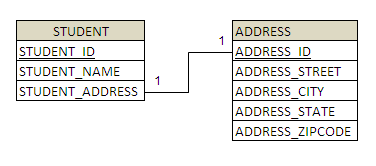 STUDENT
STUDENT_ID
STUDENT_NAME
STUDENT_ADDRESS
1
1
ADDRESS
ADDRESS_ID
ADDRESS_STREET
ADDRESS_CITY
ADDRESS_STATE
ADDRESS_ZIPCODE